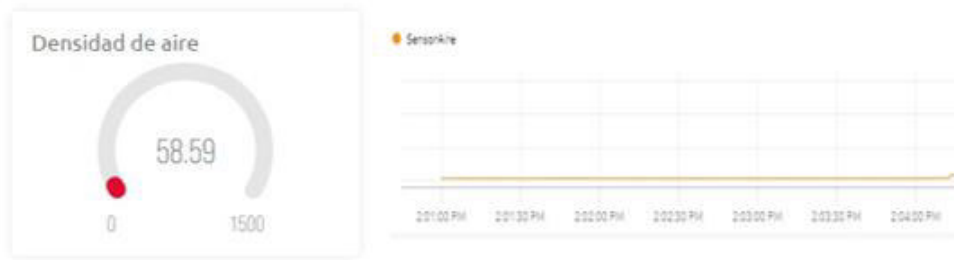 Densidad de aire
58.59
0
1500
SensorAire
2:01:00 PM 2:01:30 PM 2:02:00 PM 2:02:30 PM 2:03:00 PM 2:03:30 PM 2:04:00 PM